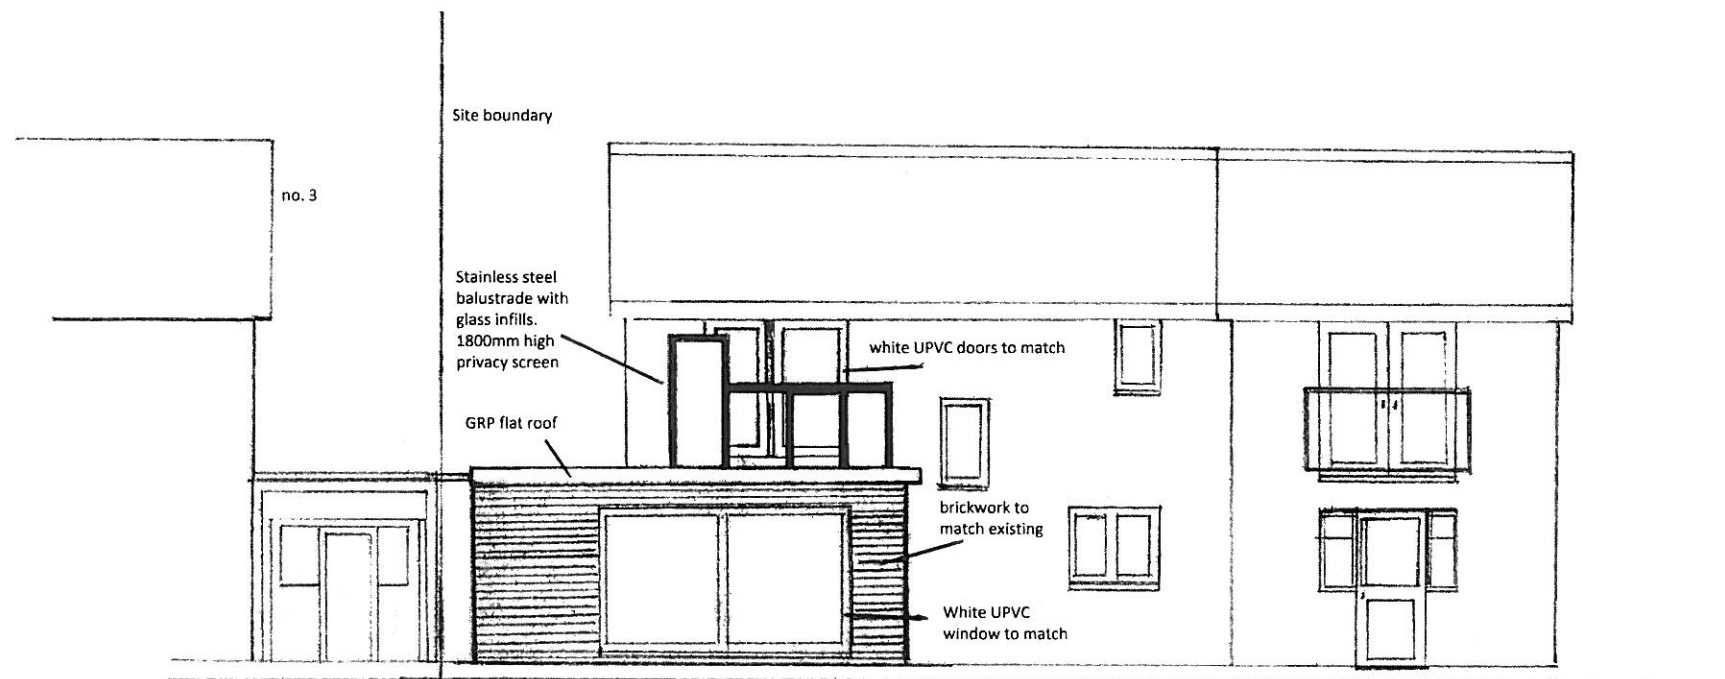 Site boundary
no. 3
Stainless steel
balustrade with
glass infills.
1800mm high
privacy screen
white UPVC doors to match
GRP flat roof
brickwork to
match existing
White UPVC
window to match